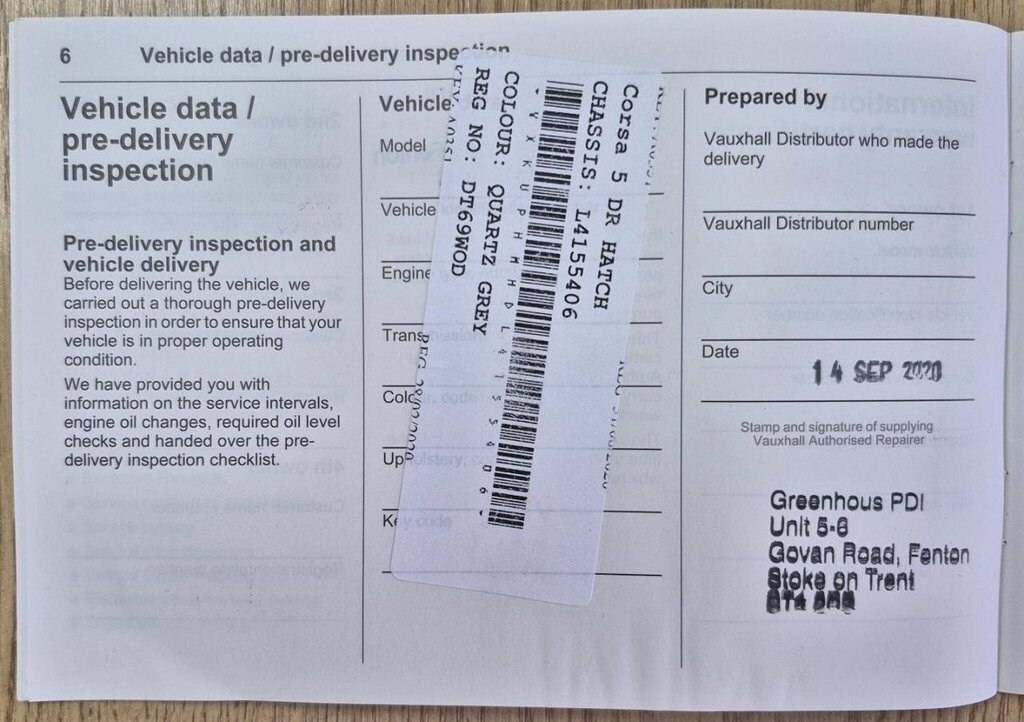 6 Vehicle data / pre-delivery inspection
Vehicle data /
pre-delivery
inspection
Pre-delivery inspection and
vehicle delivery
Before delivering the vehicle, we
carried out a thorough pre-delivery
inspection in order to ensure that your
vehicle is in proper operating
condition.
We have provided you with
information on the service intervals,
engine oil changes, required oil level
checks and handed over the pre-
delivery inspection checklist.
Vehicle
Model
Vehicle
Engine
Colour, code
Upholstery,
Key code
Corsa 5 DR HATCH
CHASSIS: L4155406
VXKUPHMHDL4155406
COLOUR: QUARTZ GREY
REG NO: DT69WOD
Prepared by
Vauxhall Distributor who made the
delivery
Vauxhall Distributor number
City
Date
14 SEP 2020
Stamp and signature of supplying
Vauxhall Authorised Repairer
Greenhous PDI
Unit 5-6
Govan Road, Fenton
Stoke on Trent